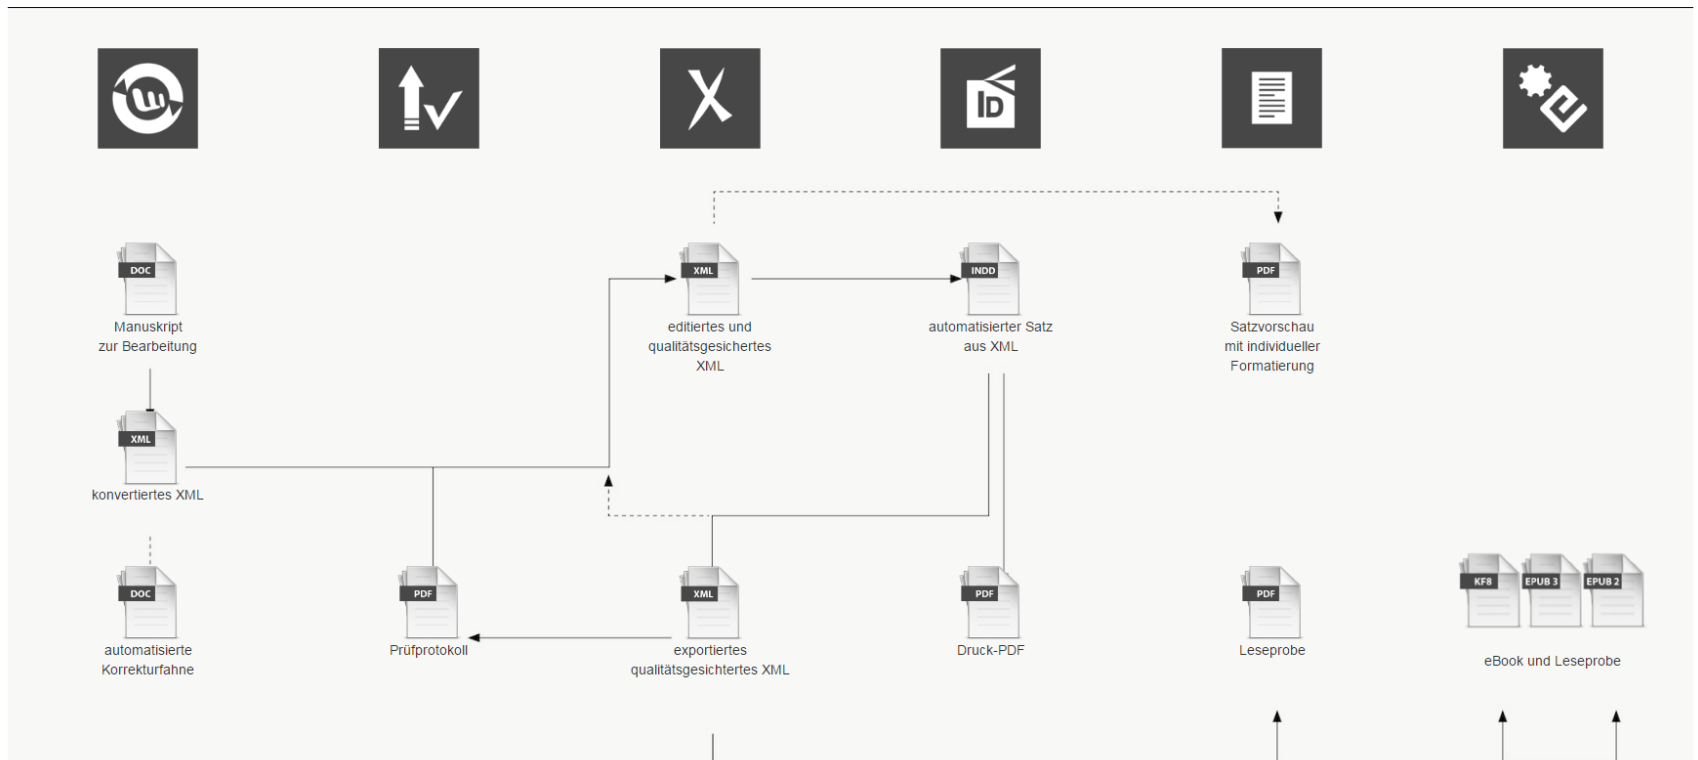 ID
DOC
Manuskript
zur Bearbeitung
XML
editiertes und
qualitätsgesichertes
XML
INDD
automatisierter Satz
aus XML
PDF
Satzvorschau
mit individueller
Formatierung
XML
konvertiertes XML
DOC
automatisierte
Korrekturfahne
PDF
Prüfprotokoll
XML
exportiertes
qualitätsgesichtertes XML
PDF
Druck-PDF
PDF
Leseprobe
KF8 EPUB 3 EPUB 2
eBook und Leseprobe